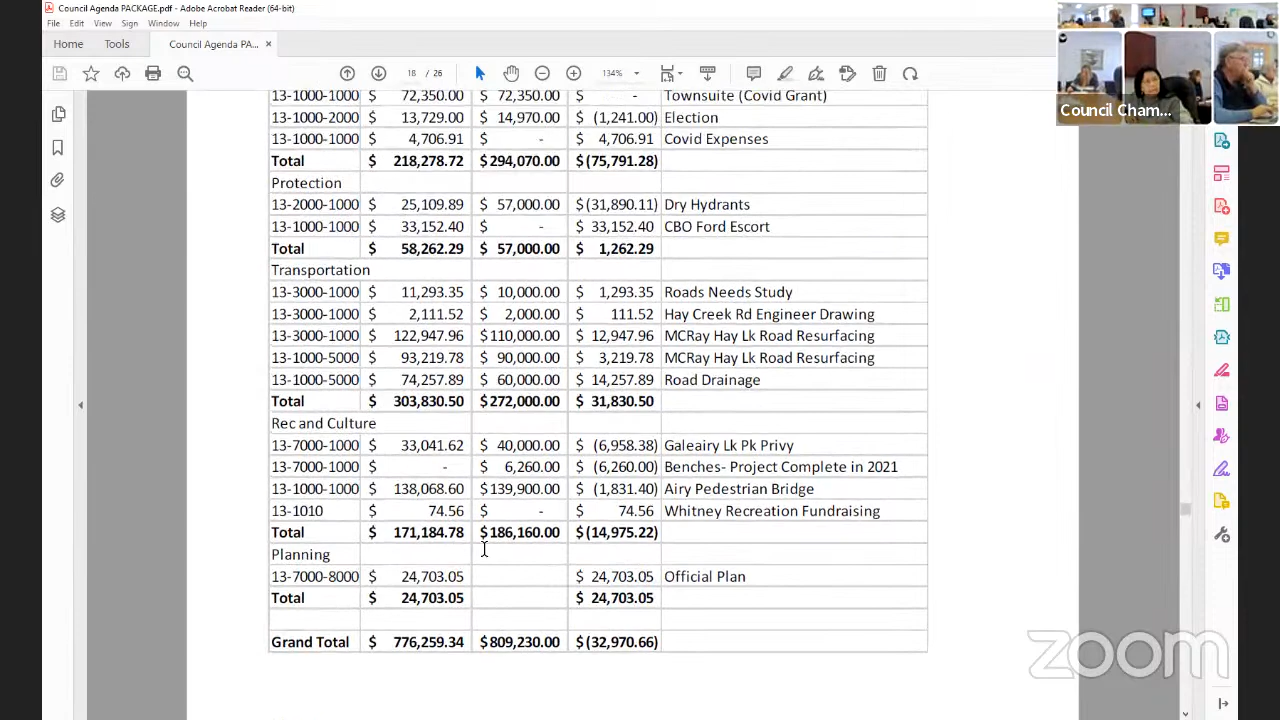 Council Agenda PACKAGE.pdf - Adobe Acrobat Reader (64-bit)
File Edit View Sign Window Help
Home Tools Council Agenda PA... ×
18 / 26 134%
13-1000-1000 $ 72,350.00 $ 72,350.00 $ - Townsuite (Covid Grant)
13-1000-2000 $ 13,729.00 $ 14,970.00 $ (1,241.00) Election
13-1000-1000 $ 4,706.91 $ - $ 4,706.91 Covid Expenses
Total $ 218,278.72 $294,070.00 $(75,791.28)
Protection
13-2000-1000 $ 25,109.89 $ 57,000.00 $(31,890.11) Dry Hydrants
13-1000-1000 $ 33,152.40 $ - $ 33,152.40 CBO Ford Escort
Total $ 58,262.29 $ 57,000.00 $ 1,262.29
Transportation
13-3000-1000 $ 11,293.35 $ 10,000.00 $ 1,293.35 Roads Needs Study
13-3000-1000 $ 2,111.52 $ 2,000.00 $ 111.52 Hay Creek Rd Engineer Drawing
13-3000-1000 $ 122,947.96 $110,000.00 $ 12,947.96 MCRay Hay Lk Road Resurfacing
13-1000-5000 $ 93,219.78 $ 90,000.00 $ 3,219.78 MCRay Hay Lk Road Resurfacing
13-1000-5000 $ 74,257.89 $ 60,000.00 $ 14,257.89 Road Drainage
Total $ 303,830.50 $272,000.00 $ 31,830.50
Rec and Culture
13-7000-1000 $ 33,041.62 $ 40,000.00 $ (6,958.38) Galeairy Lk Pk Privy
13-7000-1000 $ - $ 6,260.00 $ (6,260.00) Benches- Project Complete in 2021
13-1000-1000 $ 138,068.60 $139,900.00 $ (1,831.40) Airy Pedestrian Bridge
13-1010 $ 74.56 $ - $ 74.56 Whitney Recreation Fundraising
Total $ 171,184.78 $186,160.00 $(14,975.22)
Planning
13-7000-8000 $ 24,703.05 $ 24,703.05 Official Plan
Total $ 24,703.05 $ 24,703.05
Grand Total $ 776,259.34 $809,230.00 $(32,970.66)
Council Cham...
zoom